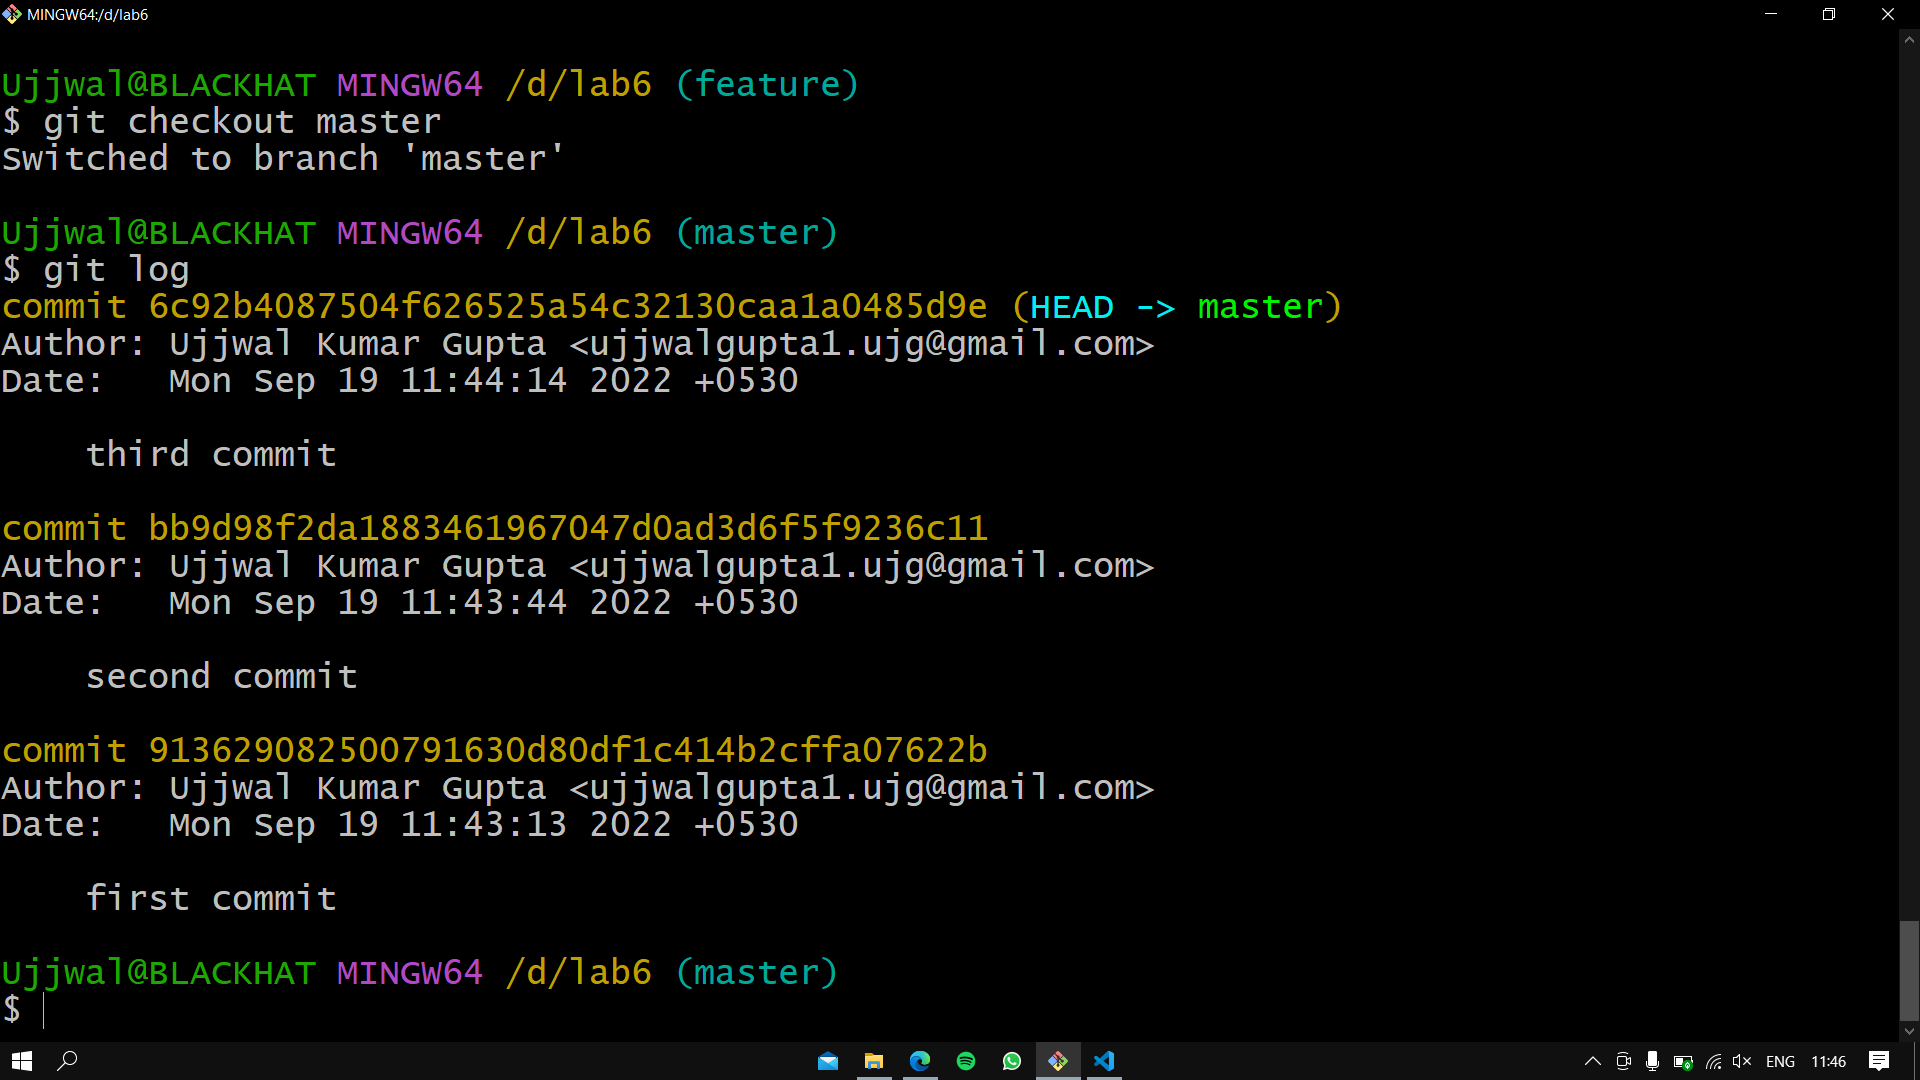 MINGW64:/d/lab6
Ujjwal@BLACKHAT MINGW64 /d/lab6 (feature)
$ git checkout master
Switched to branch 'master'
Ujjwal@BLACKHAT MINGW64 /d/lab6 (master)
$ git log
commit 6c92b4087504f626525a54c32130caa1a0485d9e (HEAD -> master)
Author: Ujjwal Kumar Gupta <ujjwalgupta1.ujg@gmail.com>
Date:   Mon Sep 19 11:44:14 2022 +0530
    third commit
commit bb9d98f2da1883461967047d0ad3d6f5f9236c11
Author: Ujjwal Kumar Gupta <ujjwalgupta1.ujg@gmail.com>
Date:   Mon Sep 19 11:43:44 2022 +0530
    second commit
commit 913629082500791630d80df1c414b2cffa07622b
Author: Ujjwal Kumar Gupta <ujjwalgupta1.ujg@gmail.com>
Date:   Mon Sep 19 11:43:13 2022 +0530
    first commit
Ujjwal@BLACKHAT MINGW64 /d/lab6 (master)
$
ENG 11:46